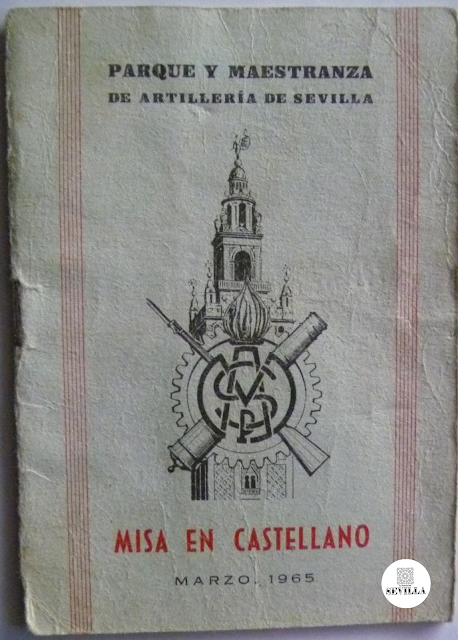 PARQUE Y MAESTRANZA
DE ARTILLERÍA DE SEVILLA
MISA EN CASTELLANO
MARZO, 1965
SEVILLA